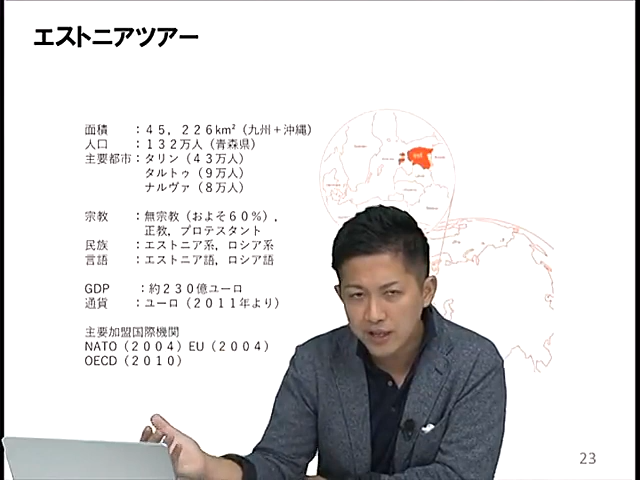 エストニアツアー
面積　　：４５，２２６km²（九州＋沖縄）
人口　　：１３２万人（青森県）
主要都市：タリン（４３万人）
タルトゥ（９万人）
ナルヴァ（８万人）
宗教　　：無宗教（およそ６０％），
正教，プロテスタント
民族　　：エストニア系，ロシア系
言語　　：エストニア語，ロシア語
GDP　　：約２３０億ユーロ
通貨　　：ユーロ（２０１１年より）
主要加盟国際機関
NATO（２００４）EU（２００４）
OECD（２０１０）
23